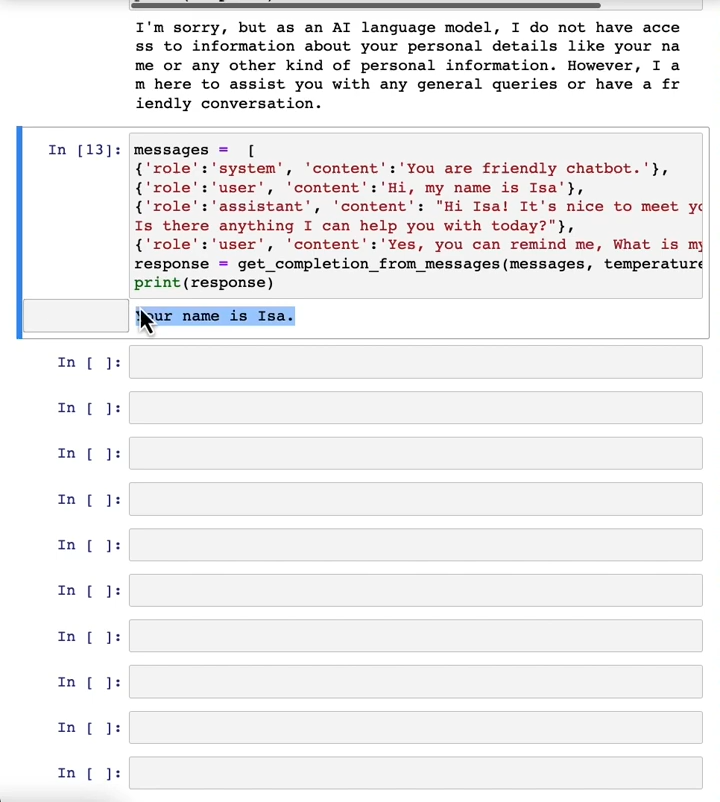 I'm sorry, but as an AI language model, I do not have acce
ss to information about your personal details like your na
me or any other kind of personal information. However, I a
m here to assist you with any general queries or have a fr
iendly conversation.
In [13]: messages = [
{'role':'system', 'content':'You are friendly chatbot.'},
{'role':'user', 'content':'Hi, my name is Isa'},
{'role':'assistant', 'content': "Hi Isa! It's nice to meet
Is there anything I can help you with today?"},
{'role':'user', 'content':'Yes, you can remind me, What is
response = get_completion_from_messages(messages, temperature
print(response)
Your name is Isa.
In [ ]:
In [ ]:
In [ ]:
In [ ]:
In [ ]:
In [ ]:
In [ ]:
In [ ]:
In [ ]:
In [ ]: